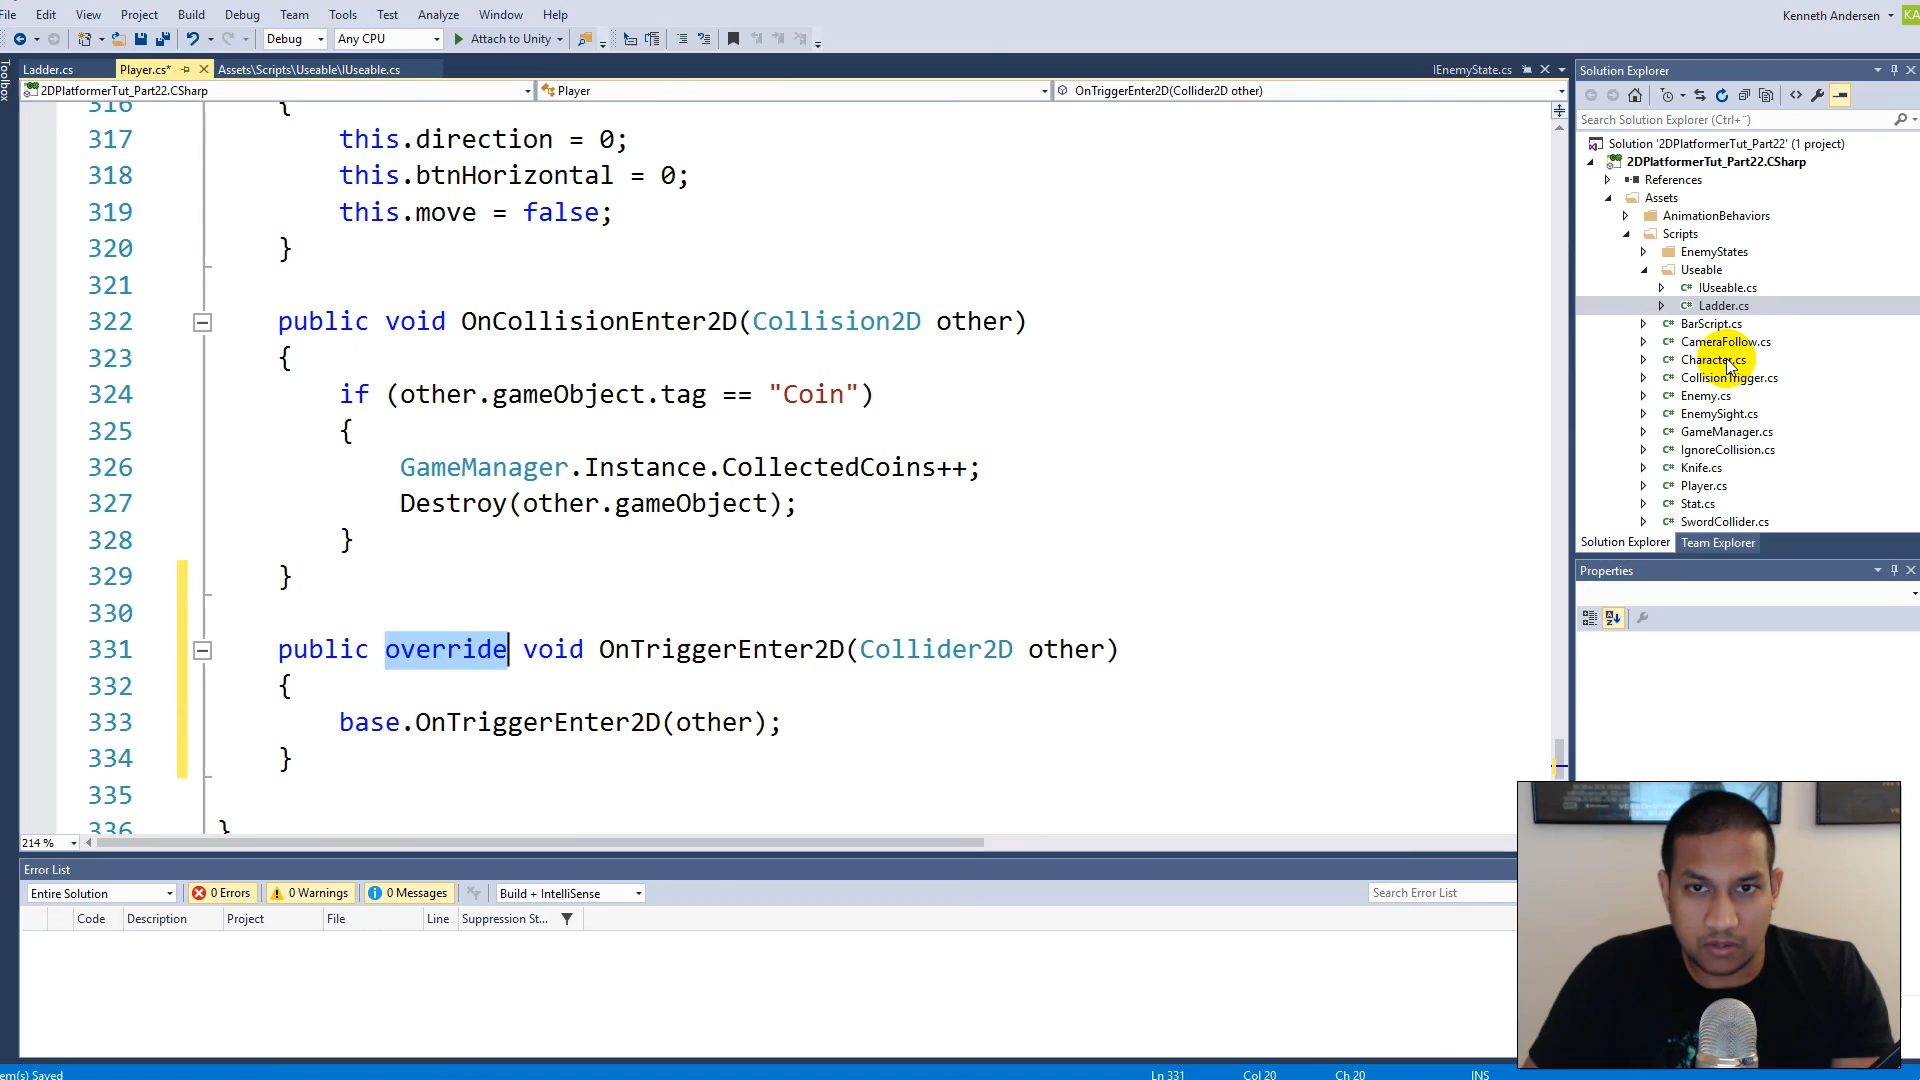 File Edit View Project Build Debug Team Tools Test Analyze Window Help
Kenneth Andersen KA
Debug Any CPU Attach to Unity
Toolbox
Ladder.cs Player.cs* Assets\Scripts\Useable\IUseable.cs IEnemyState.cs
2DPlatformerTut_Part22.CSharp Player OnTriggerEnter2D(Collider2D other)
316 {
317 this.direction = 0;
318 this.btnHorizontal = 0;
319 this.move = false;
320 }
321
322 public void OnCollisionEnter2D(Collision2D other)
323 {
324 if (other.gameObject.tag == "Coin")
325 {
326 GameManager.Instance.CollectedCoins++;
327 Destroy(other.gameObject);
328 }
329 }
330
331 public override void OnTriggerEnter2D(Collider2D other)
332 {
333 base.OnTriggerEnter2D(other);
334 }
335
336 }
214 %
Error List
Entire Solution 0 Errors 0 Warnings 0 Messages Build + IntelliSense Search Error List
Code Description Project File Line Suppression St...
em(s) Saved Ln 331 Col 20 Ch 20 INS
Solution Explorer
Search Solution Explorer (Ctrl+¨)
Solution '2DPlatformerTut_Part22' (1 project)
2DPlatformerTut_Part22.CSharp
References
Assets
AnimationBehaviors
Scripts
EnemyStates
Useable
C# IUseable.cs
C# Ladder.cs
C# BarScript.cs
C# CameraFollow.cs
C# Character.cs
C# CollisionTrigger.cs
C# Enemy.cs
C# EnemySight.cs
C# GameManager.cs
C# IgnoreCollision.cs
C# Knife.cs
C# Player.cs
C# Stat.cs
C# SwordCollider.cs
Solution Explorer Team Explorer
Properties